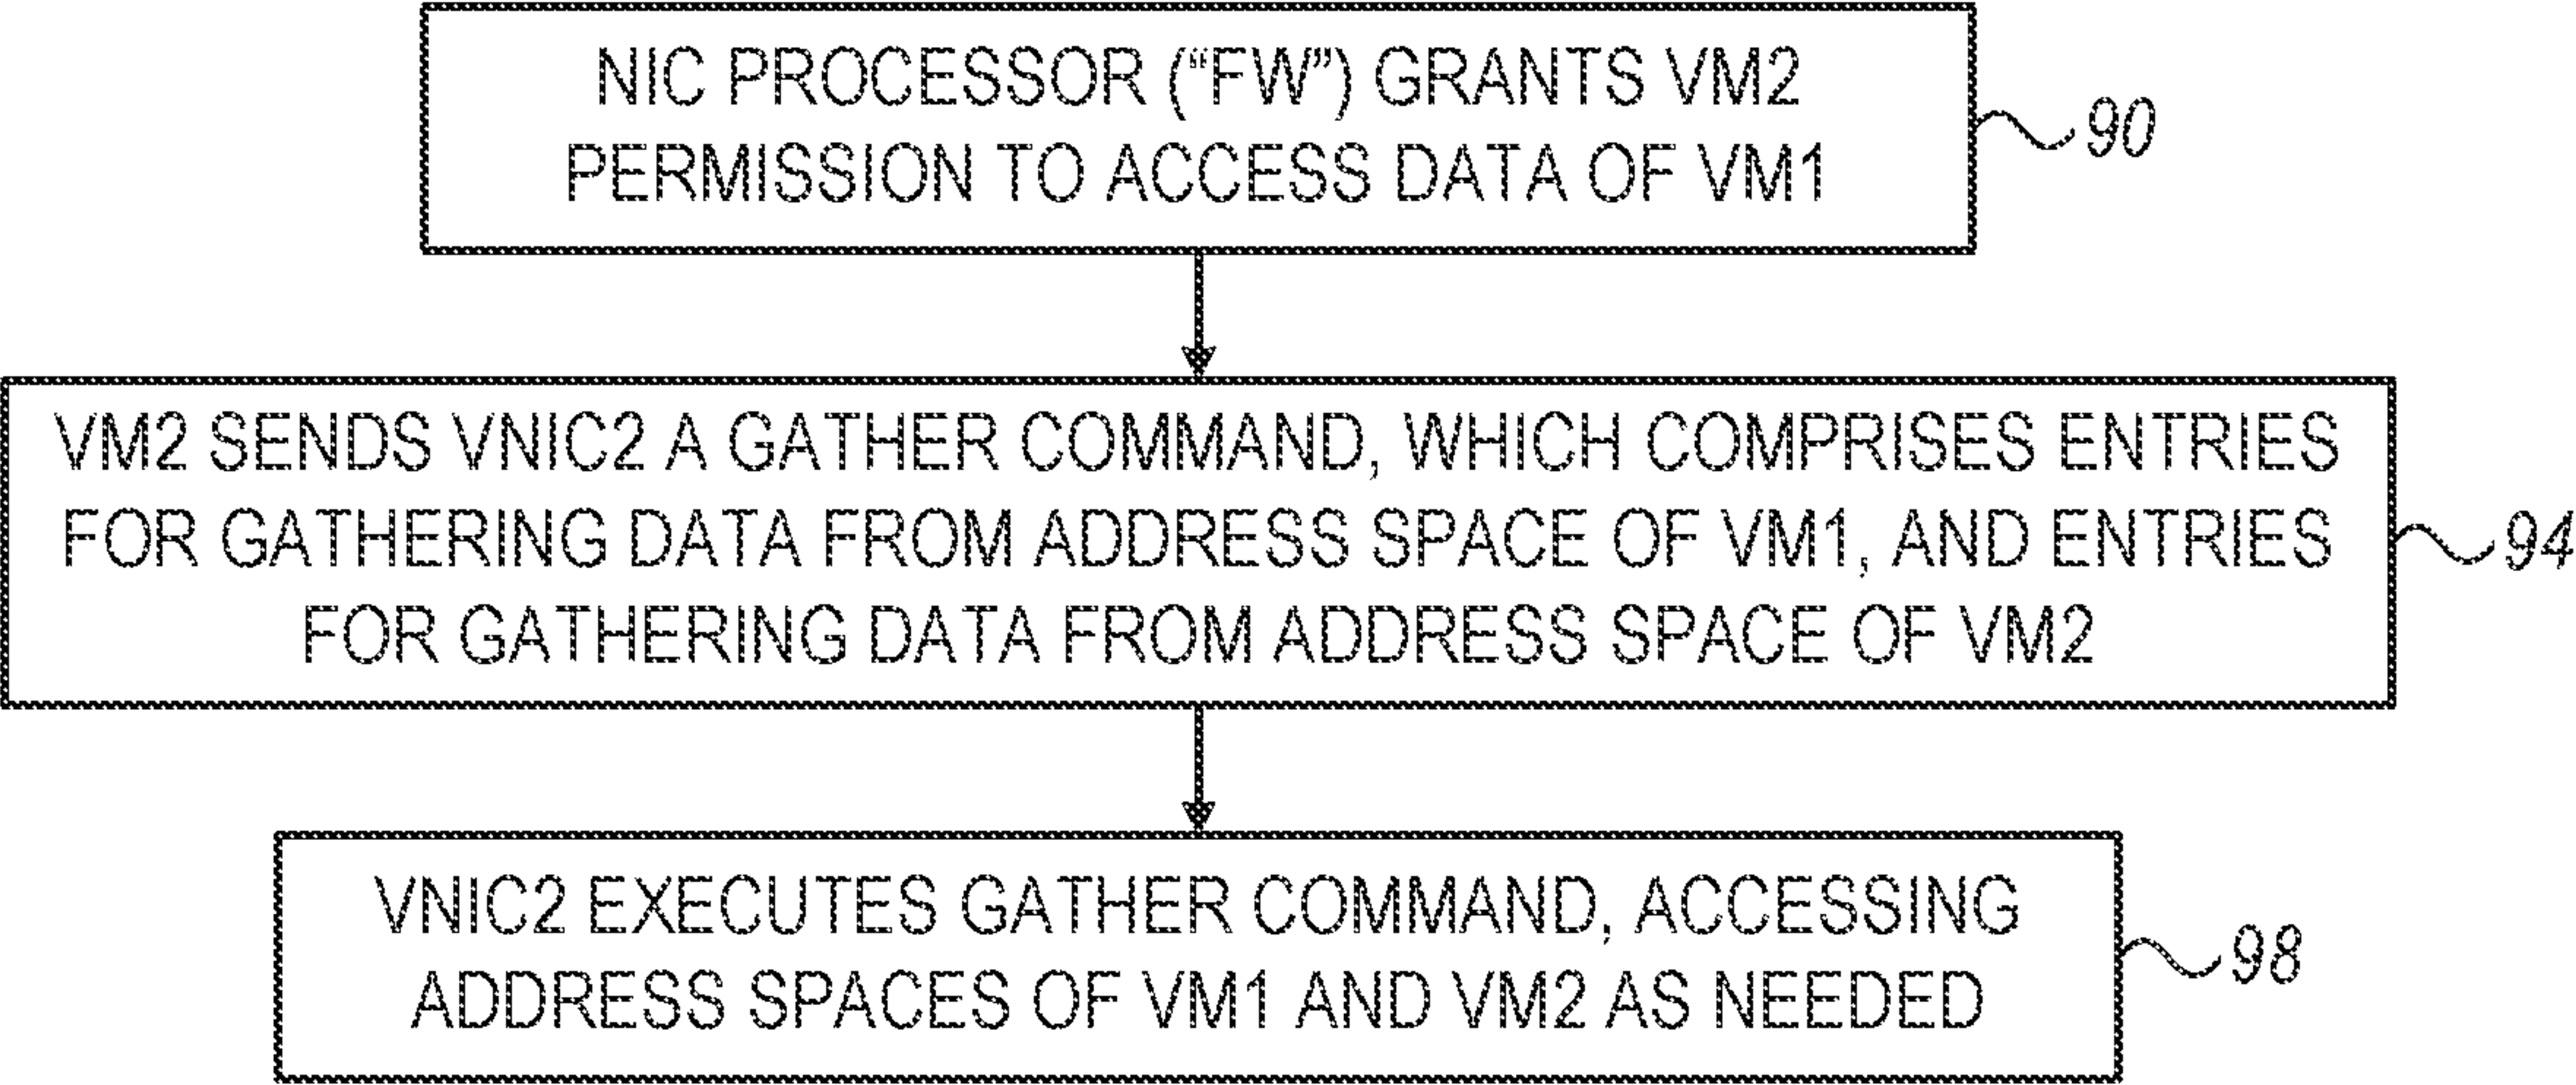 NIC PROCESSOR (“FW”) GRANTS VM2
PERMISSION TO ACCESS DATA OF VM1
90
VM2 SENDS VNIC2 A GATHER COMMAND, WHICH COMPRISES ENTRIES
FOR GATHERING DATA FROM ADDRESS SPACE OF VM1, AND ENTRIES
FOR GATHERING DATA FROM ADDRESS SPACE OF VM2
94
VNIC2 EXECUTES GATHER COMMAND, ACCESSING
ADDRESS SPACES OF VM1 AND VM2 AS NEEDED
98